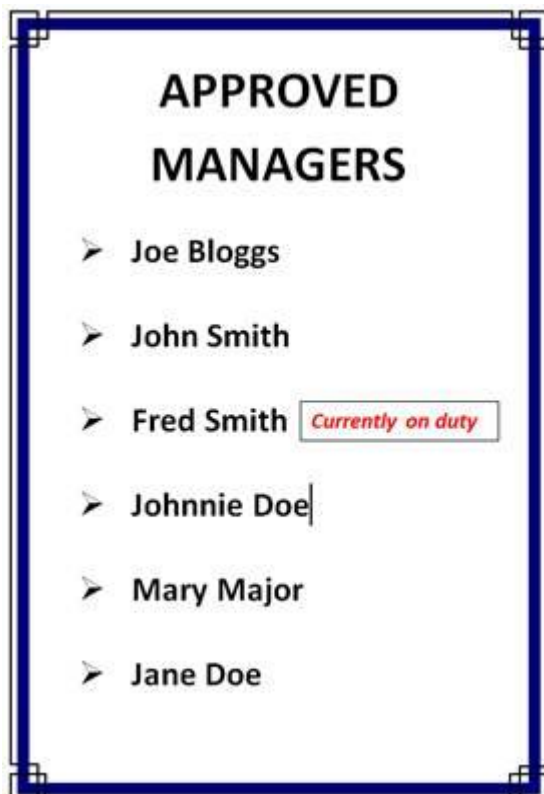 APPROVED
MANAGERS
Joe Bloggs
John Smith
Fred Smith Currently on duty
Johnnie Doe
Mary Major
Jane Doe